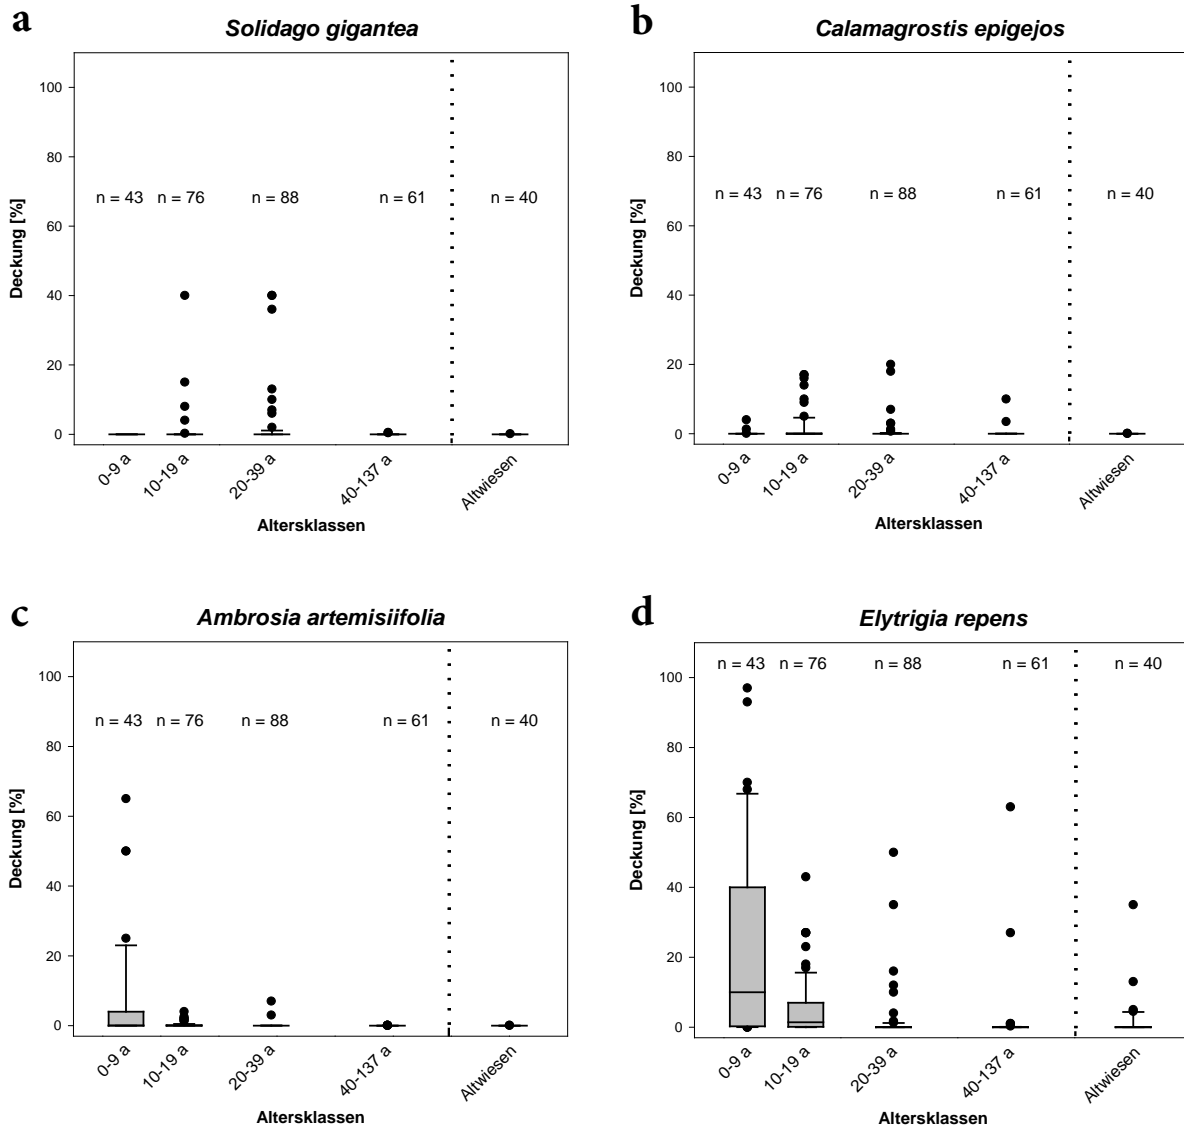 a
Solidago gigantea
100
80
60
40
20
0
Deckung [%]
n = 43 n = 76 n = 88 n = 61 n = 40
0-9 a
10-19 a
20-39 a
40-137 a
Altwiesen
Altersklassen
b
Calamagrostis epigejos
100
80
60
40
20
0
Deckung [%]
n = 43 n = 76 n = 88 n = 61 n = 40
0-9 a
10-19 a
20-39 a
40-137 a
Altwiesen
Altersklassen
c
Ambrosia artemisiifolia
100
80
60
40
20
0
Deckung [%]
n = 43 n = 76 n = 88 n = 61 n = 40
0-9 a
10-19 a
20-39 a
40-137 a
Altwiesen
Altersklassen
d
Elytrigia repens
100
80
60
40
20
0
Deckung [%]
n = 43 n = 76 n = 88 n = 61 n = 40
0-9 a
10-19 a
20-39 a
40-137 a
Altwiesen
Altersklassen